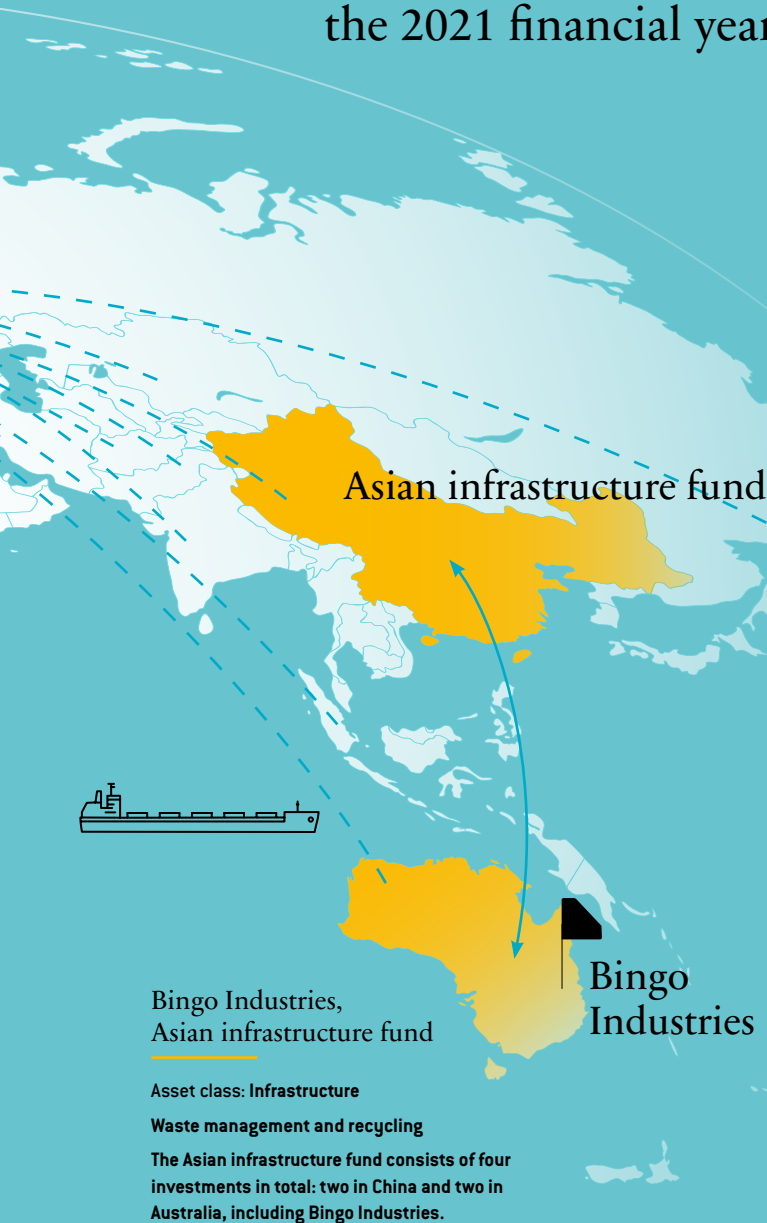 the 2021 financial year
Asian infrastructure fund
Bingo
Industries
Bingo Industries,
Asian infrastructure fund
Asset class: Infrastructure
Waste management and recycling
The Asian infrastructure fund consists of four
investments in total: two in China and two in
Australia, including Bingo Industries.